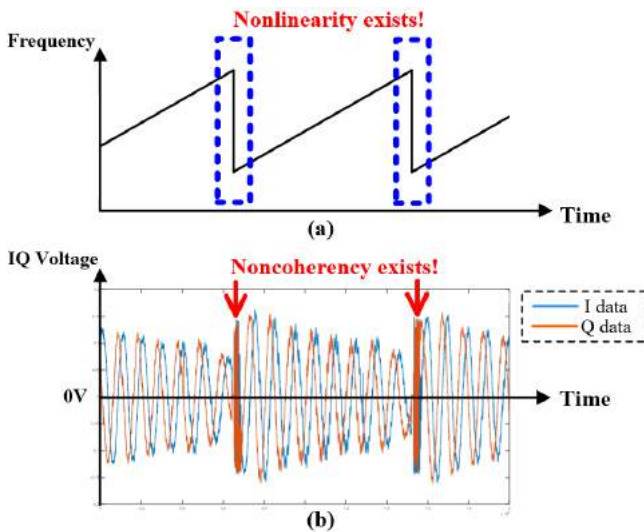 Nonlinearity exists!
Frequency
Time
(a)
IQ Voltage
Noncoherency exists!
I data
Q data
0V
Time
(b)